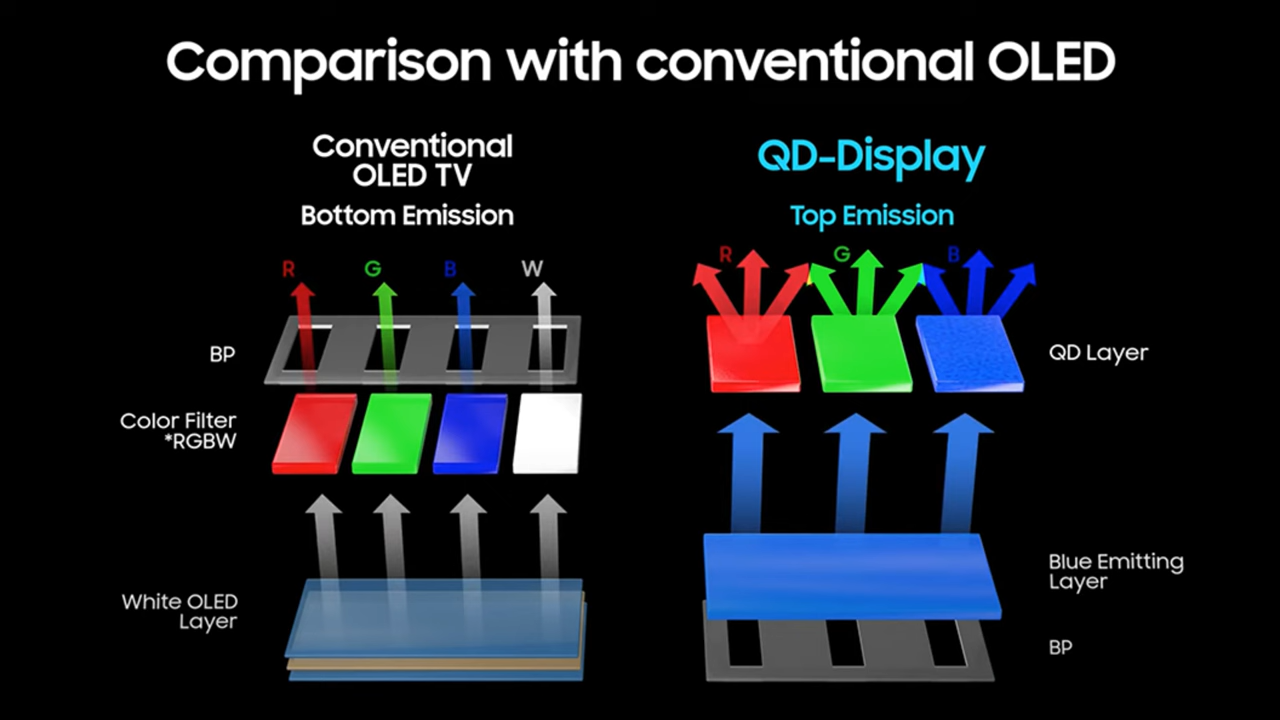 Comparison with conventional OLED
Conventional
OLED TV
Bottom Emission
R
G
B
W
BP
Color Filter
*RGBW
White OLED
Layer
QD-Display
Top Emission
R
G
B
QD Layer
Blue Emitting
Layer
BP